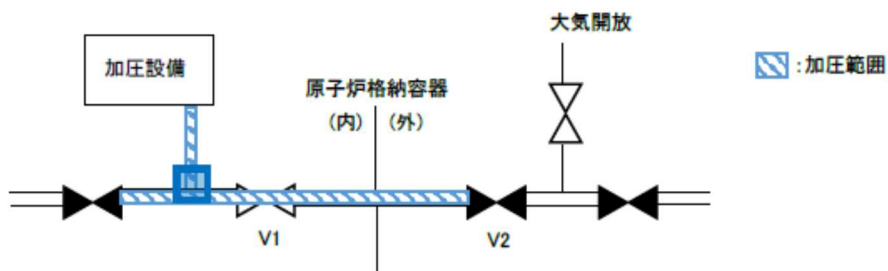 大気開放
加圧設備
:加圧範囲
原子炉格納容器
(内) (外)
V1
V2